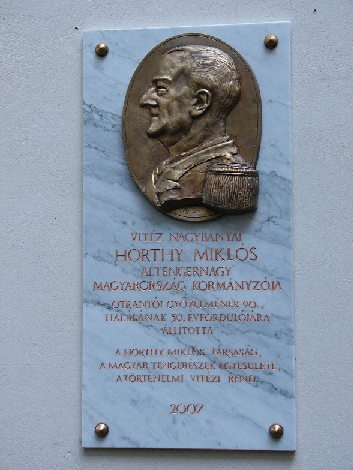 VITÉZ NAGYBÁNYAI
HORTHY MIKLÓS
ALTENGERNAGY
MAGYARORSZÁG KORMÁNYZÓJA
OTRANTÓI GYŐZELMÉNEK 90.,
HALÁLÁNAK 50. ÉVFORDULÓJÁRA
ÁLLÍTOTTA
A HORTHY MIKLÓS TÁRSASÁG,
A MAGYAR TENGERÉSZEK EGYESÜLETE,
A TÖRTÉNELMI VITÉZI REND
2007